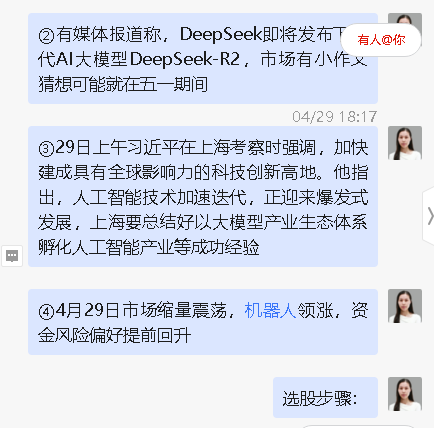 ②有媒体报道称，DeepSeek即将发布下
有人@你
代AI大模型DeepSeek-R2，市场有小作文
猜想可能就在五一期间
04/29 18:17
③29日上午习近平在上海考察时强调，加快
建成具有全球影响力的科技创新高地。他指
出，人工智能技术加速迭代，正迎来爆发式
发展，上海要总结好以大模型产业生态体系
孵化人工智能产业等成功经验
④4月29日市场缩量震荡，机器人领涨，资
金风险偏好提前回升
选股步骤：